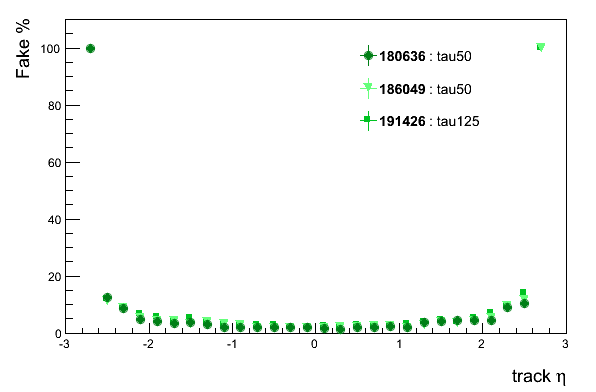 Fake %
100
80
60
40
20
0
180636 : tau50
186049 : tau50
191426 : tau125
-3 -2 -1 0 1 2 3
track η